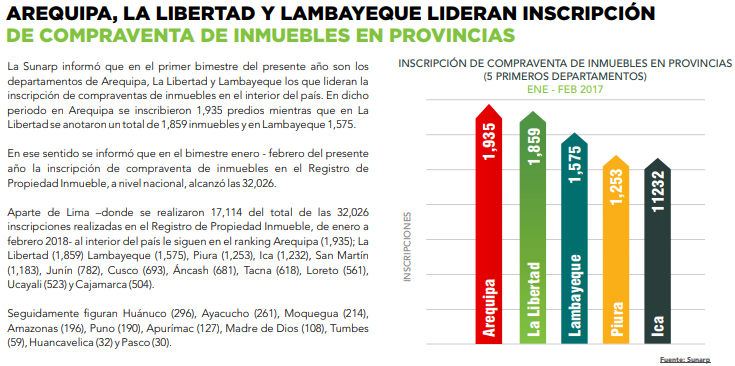 AREQUIPA, LA LIBERTAD Y LAMBAYEQUE LIDERAN INSCRIPCIÓN
DE COMPRAVENTA DE INMUEBLES EN PROVINCIAS
La Sunarp informó que en el primer bimestre del presente año son los
departamentos de Arequipa, La Libertad y Lambayeque los que lideran la
inscripción de compraventas de inmuebles en el interior del país. En dicho
periodo en Arequipa se inscribieron 1,935 predios mientras que en La
Libertad se anotaron un total de 1,859 inmuebles y en Lambayeque 1,575.
En ese sentido se informó que en el bimestre enero - febrero del presente
año la inscripción de compraventa de inmuebles en el Registro de
Propiedad Inmueble, a nivel nacional, alcanzó las 32,026.
Aparte de Lima –donde se realizaron 17,114 del total de las 32,026
inscripciones realizadas en el Registro de Propiedad Inmueble, de enero a
febrero 2018- al interior del país le siguen en el ranking Arequipa (1,935); La
Libertad (1,859) Lambayeque (1,575), Piura (1,253), Ica (1,232), San Martín
(1,183), Junín (782), Cusco (693), Áncash (681), Tacna (618), Loreto (561),
Ucayali (523) y Cajamarca (504).
Seguidamente figuran Huánuco (296), Ayacucho (261), Moquegua (214),
Amazonas (196), Puno (190), Apurímac (127), Madre de Dios (108), Tumbes
(59), Huancavelica (32) y Pasco (30).
INSCRIPCIÓN DE COMPRAVENTA DE INMUEBLES EN PROVINCIAS
(5 PRIMEROS DEPARTAMENTOS)
ENE - FEB 2017
INSCRIPCIONES
Arequipa 1,935
La Libertad 1,859
Lambayeque 1,575
Piura 1,253
Ica 11232
Fuente: Sunarp